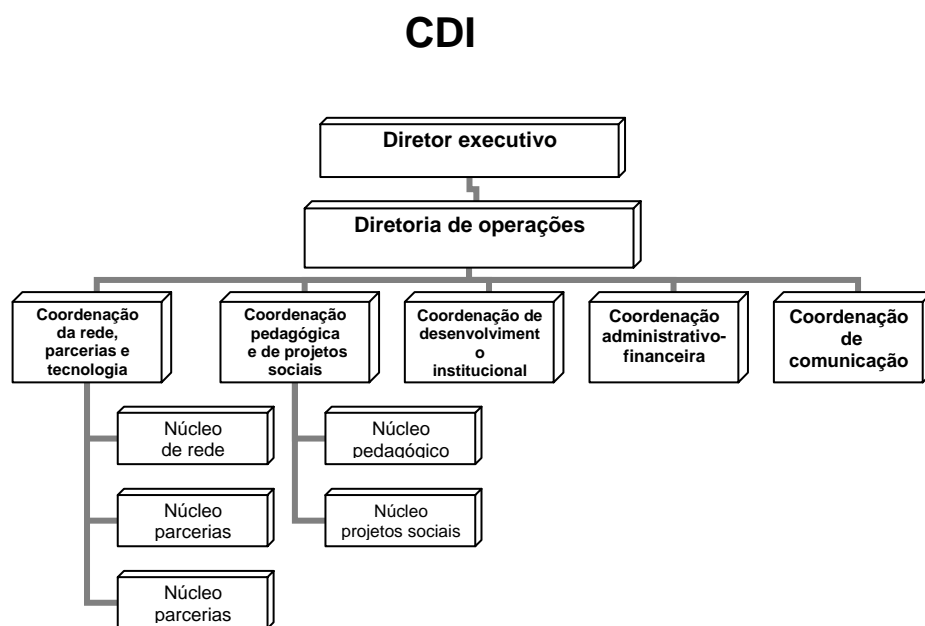 CDI
Diretor executivo
Diretoria de operações
Coordenação
da rede,
parcerias e
tecnologia
Coordenação
pedagógica
e de projetos
sociais
Coordenação de
desenvolviment
o
institucional
Coordenação
administrativo-
financeira
Coordenação
de
comunicação
Núcleo
de rede
Núcleo
pedagógico
Núcleo
parcerias
Núcleo
projetos sociais
Núcleo
parcerias